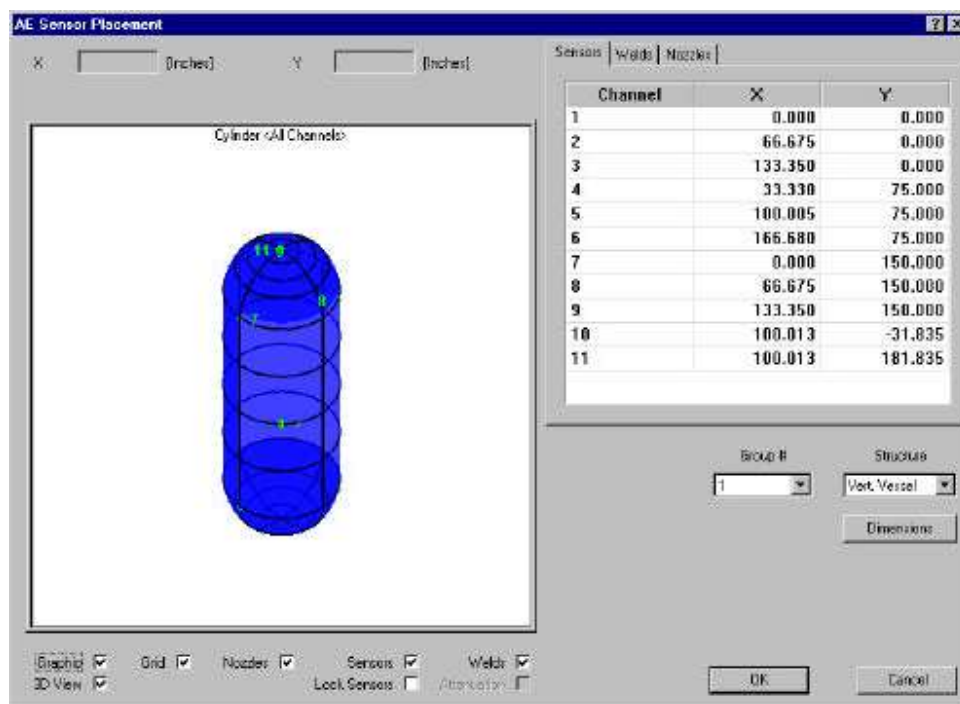 AE Sensor Placement
X [Inches] Y [Inches]
Sensors Welds Nozzles
Cylinder <All Channels>
11 9
8
7
Channel X Y
1 0.000 0.000
2 66.675 0.000
3 133.350 0.000
4 33.330 75.000
5 100.005 75.000
6 166.680 75.000
7 0.000 150.000
8 66.675 150.000
9 133.350 150.000
10 100.013 -31.835
11 100.013 181.835
Group # Structure
1 Vert. Vessel
Dimensions
Graphic Grid Nozzles Sensors Welds
3D View Lock Sensors Attenuation
OK Cancel